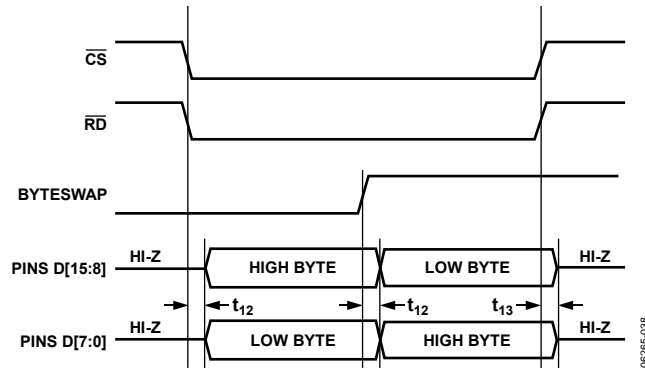 CS
RD
BYTESWAP
PINS D[15:8] HI-Z HIGH BYTE LOW BYTE HI-Z
t12 t12 t13
PINS D[7:0] HI-Z LOW BYTE HIGH BYTE HI-Z
06265-038